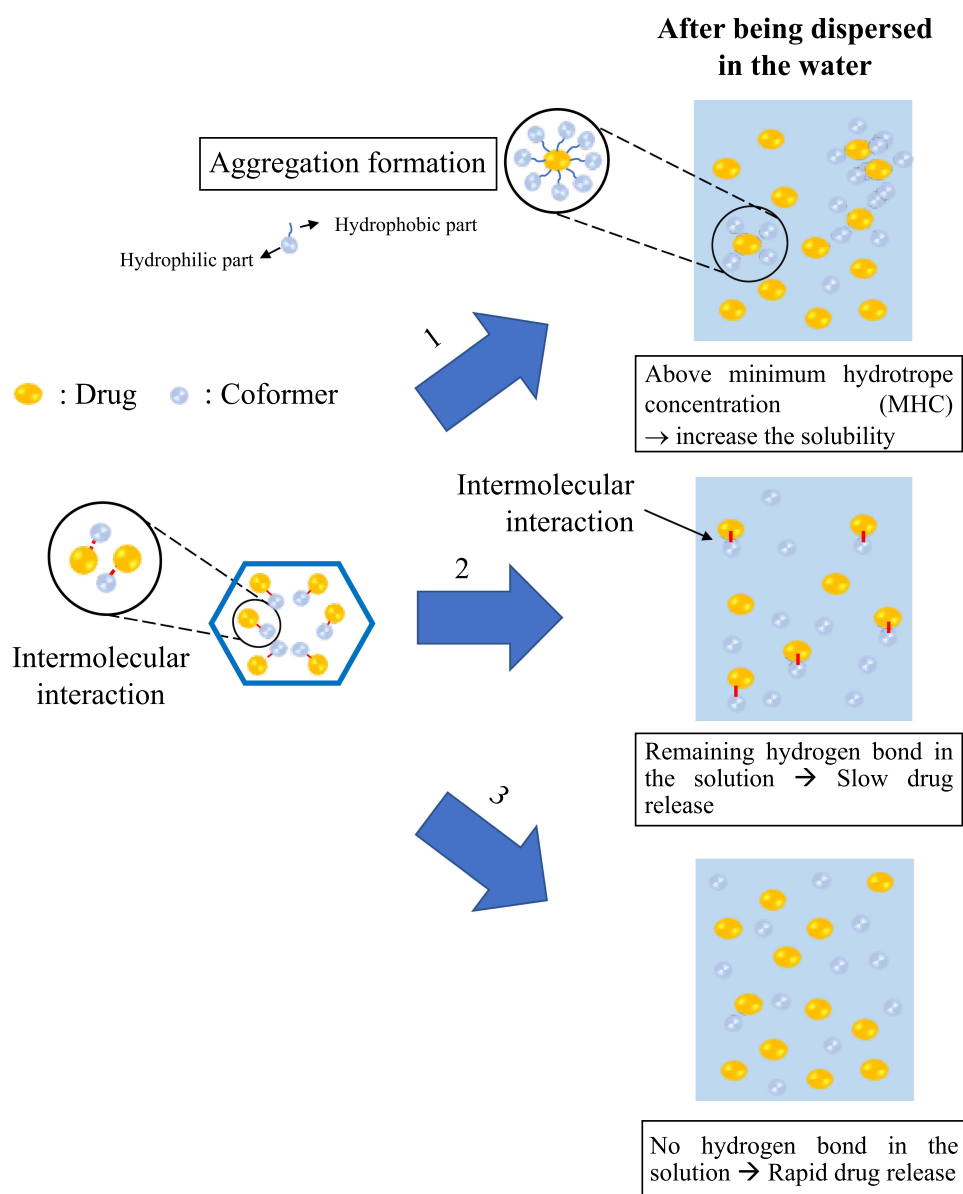 After being dispersed
in the water
Aggregation formation
Hydrophobic part
Hydrophilic part
1
: Drug : Coformer
Above minimum hydrotrope
concentration (MHC)
→ increase the solubility
Intermolecular
interaction
2
Intermolecular
interaction
Remaining hydrogen bond in
the solution → Slow drug
release
3
No hydrogen bond in the
solution → Rapid drug release